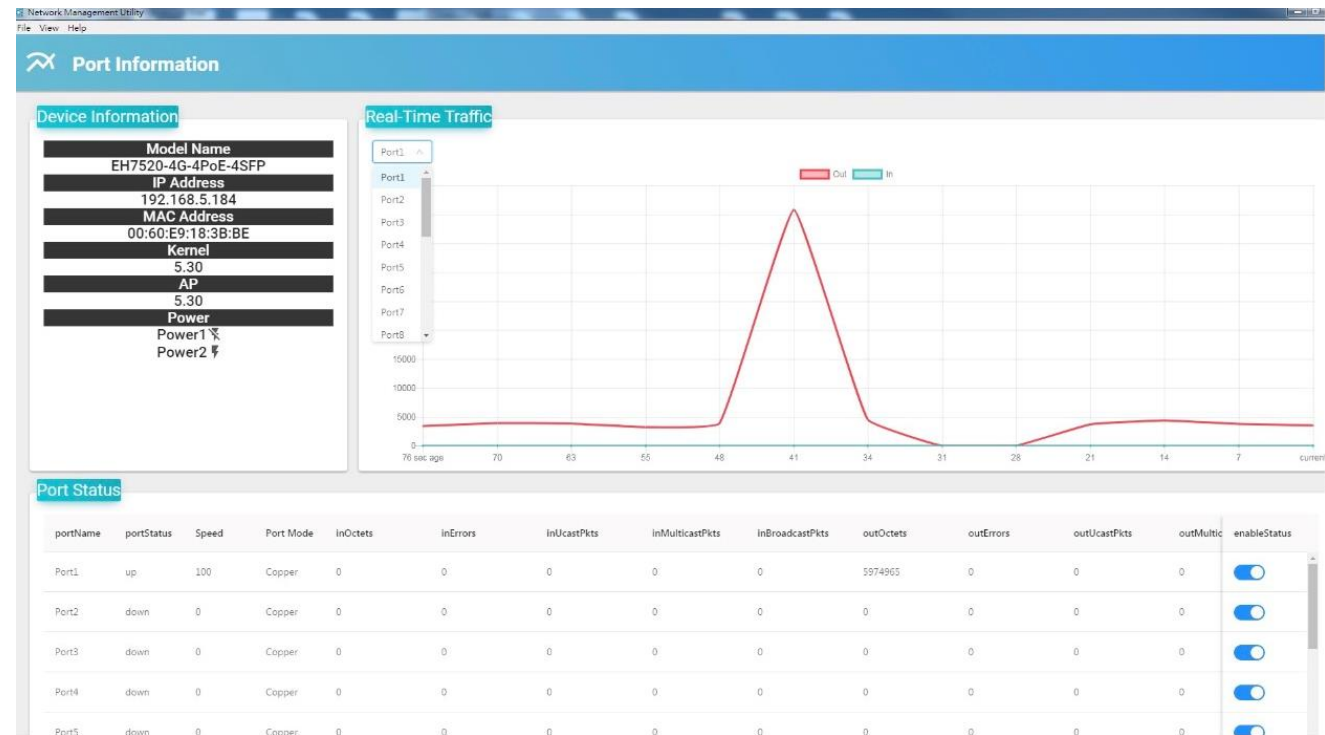 Network Management Utility
File View Help
Port Information
Device Information
Model Name
EH7520-4G-4PoE-4SFP
IP Address
192.168.5.184
MAC Address
00:60:E9:18:3B:BE
Kernel
5.30
AP
5.30
Power
Power1
Power2
Real-Time Traffic
Port1
Port1
Port2
Port3
Port4
Port5
Port6
Port7
Port8
Out In
15000
10000
5000
0
76 sec ago 70 63 55 48 41 34 31 28 21 14 7 current
Port Status
portName portStatus Speed Port Mode inOctets inErrors inUcastPkts inMulticastPkts inBroadcastPkts outOctets outErrors outUcastPkts outMultic enableStatus
Port1 up 100 Copper 0 0 0 0 0 5974965 0 0 0
Port2 down 0 Copper 0 0 0 0 0 0 0 0 0
Port3 down 0 Copper 0 0 0 0 0 0 0 0 0
Port4 down 0 Copper 0 0 0 0 0 0 0 0 0
Port5 down 0 Copper 0 0 0 0 0 0 0 0 0